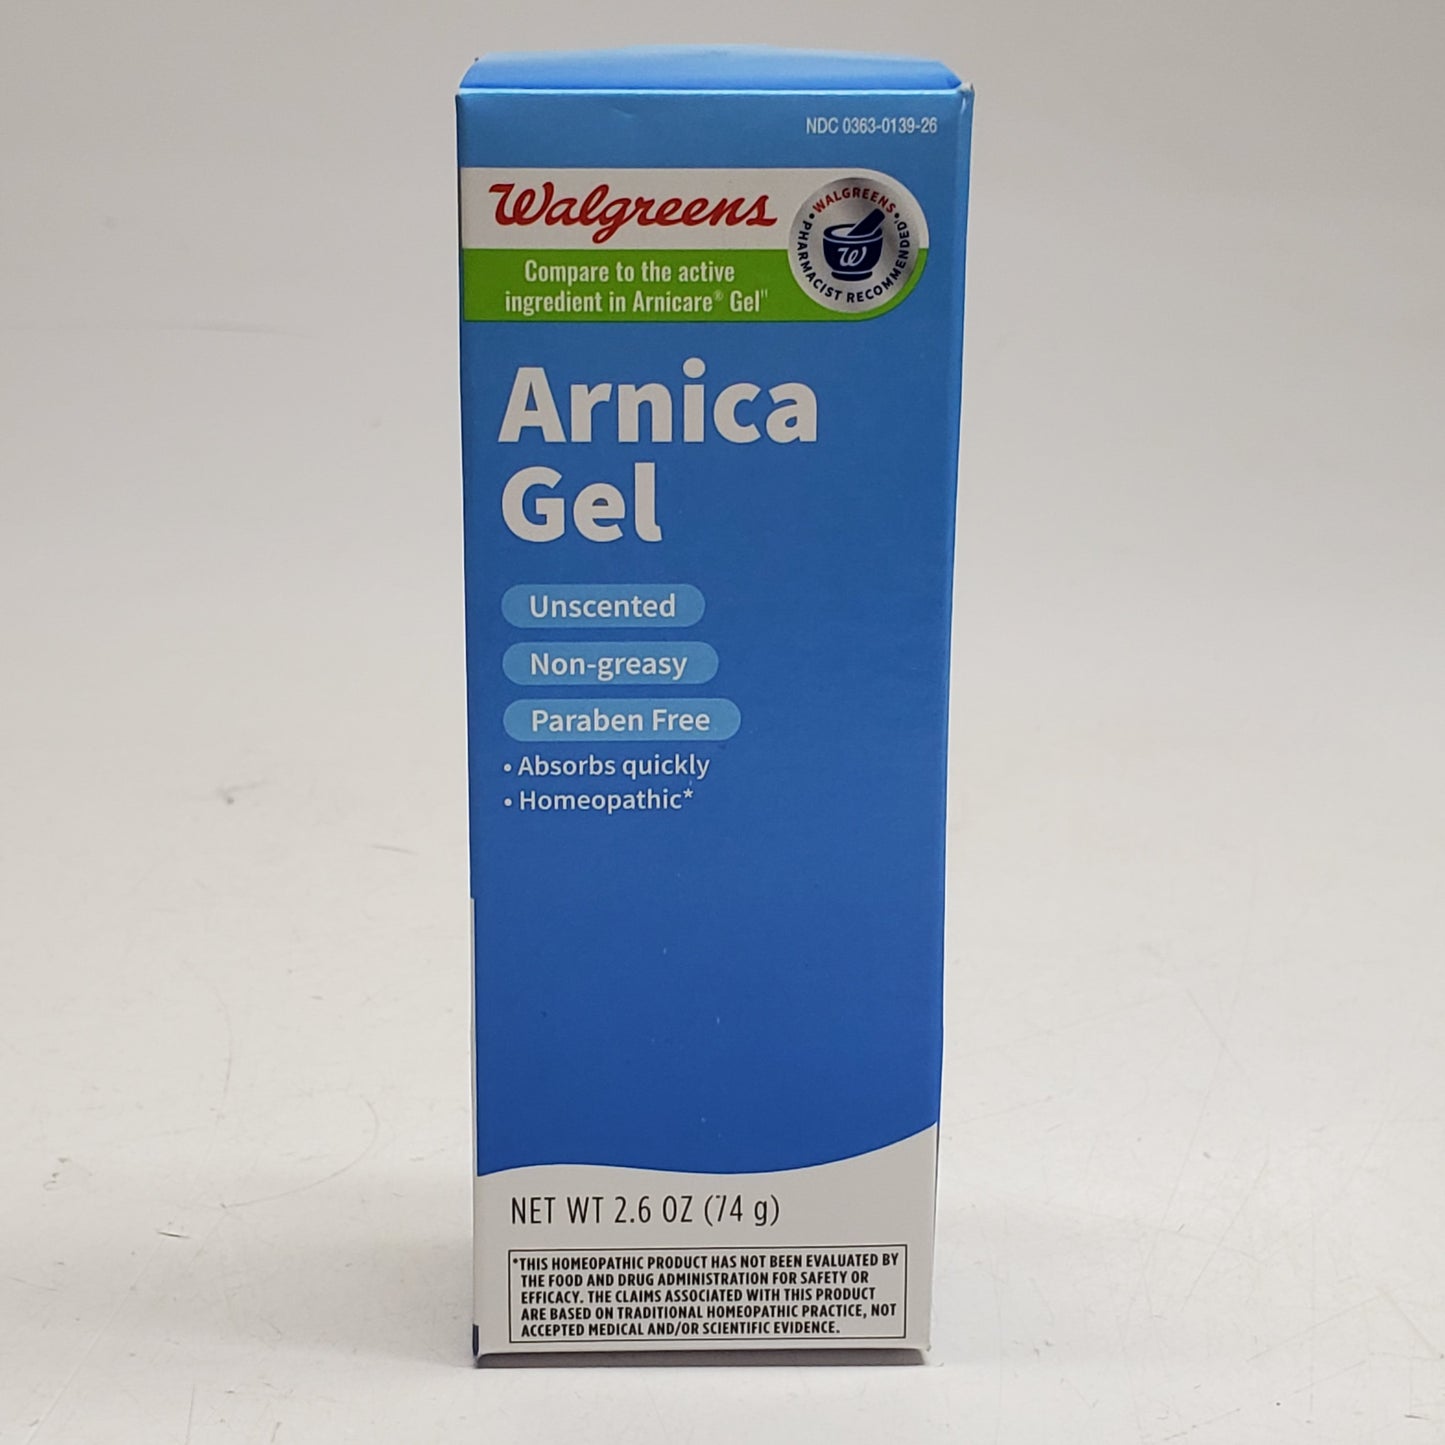 NDC 0363-0139-26
Walgreens
WALGREENS
PHARMACIST RECOMMENDED
W
Compare to the active
ingredient in Arnicare® Gel††
Arnica
Gel
Unscented
Non-greasy
Paraben Free
• Absorbs quickly
• Homeopathic*
NET WT 2.6 OZ (74 g)
*THIS HOMEOPATHIC PRODUCT HAS NOT BEEN EVALUATED BY
THE FOOD AND DRUG ADMINISTRATION FOR SAFETY OR
EFFICACY. THE CLAIMS ASSOCIATED WITH THIS PRODUCT
ARE BASED ON TRADITIONAL HOMEOPATHIC PRACTICE, NOT
ACCEPTED MEDICAL AND/OR SCIENTIFIC EVIDENCE.